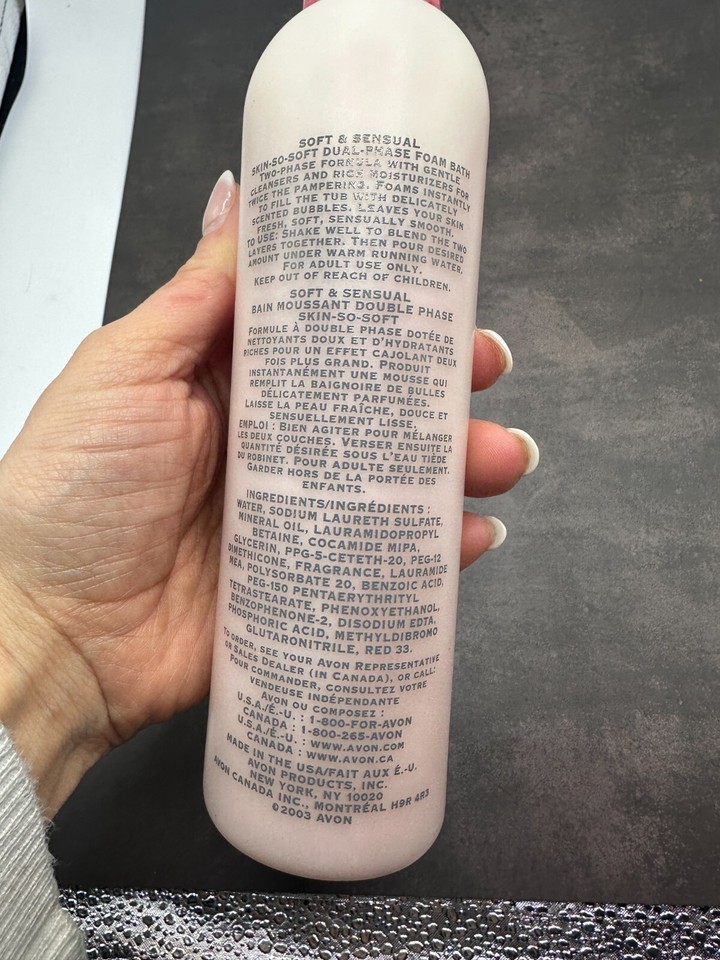 SOFT & SENSUAL
SKIN-SO-SOFT DUAL-PHASE FOAM BATH
TWO-PHASE FORMULA WITH GENTLE
CLEANSERS AND RICH MOISTURIZERS FOR
TWICE THE PAMPERING. FOAMS INSTANTLY
TO FILL THE TUB WITH DELICATELY
SCENTED BUBBLES. LEAVES YOUR SKIN
FRESH, SOFT, SENSUALLY SMOOTH.
TO USE: SHAKE WELL TO BLEND THE TWO
LAYERS TOGETHER. THEN POUR DESIRED
AMOUNT UNDER WARM RUNNING WATER.
FOR ADULT USE ONLY.
KEEP OUT OF REACH OF CHILDREN.
SOFT & SENSUAL
BAIN MOUSSANT DOUBLE PHASE
SKIN-SO-SOFT
FORMULE À DOUBLE PHASE DOTÉE DE
NETTOYANTS DOUX ET D'HYDRATANTS
RICHES POUR UN EFFET CAJOLANT DEUX
FOIS PLUS GRAND. PRODUIT
INSTANTANÉMENT UNE MOUSSE QUI
REMPLIT LA BAIGNOIRE DE BULLES
DÉLICATEMENT PARFUMÉES.
LAISSE LA PEAU FRAÎCHE, DOUCE ET
SENSUELLEMENT LISSE.
EMPLOI : BIEN AGITER POUR MÉLANGER
LES DEUX COUCHES. VERSER ENSUITE LA
QUANTITÉ DÉSIRÉE SOUS L'EAU TIÈDE
DU ROBINET. POUR ADULTE SEULEMENT.
GARDER HORS DE LA PORTÉE DES
ENFANTS.
INGREDIENTS/INGRÉDIENTS :
WATER, SODIUM LAURETH SULFATE,
MINERAL OIL, LAURAMIDOPROPYL
BETAINE, COCAMIDE MIPA,
GLYCERIN, PPG-5-CETETH-20, PEG-12
DIMETHICONE, FRAGRANCE, LAURAMIDE
MEA, POLYSORBATE 20, BENZOIC ACID,
PEG-150 PENTAERYTHRITYL
TETRASTEARATE, PHENOXYETHANOL,
BENZOPHENONE-2, DISODIUM EDTA,
PHOSPHORIC ACID, METHYLDIBROMO
GLUTARONITRILE, RED 33.
TO ORDER, SEE YOUR AVON REPRESENTATIVE
OR SALES DEALER (IN CANADA), OR CALL:
POUR COMMANDER, CONSULTEZ VOTRE
VENDEUSE INDÉPENDANTE
AVON OU COMPOSEZ :
U.S.A./É.-U. : 1-800-FOR-AVON
CANADA : 1-800-265-AVON
U.S.A./É.-U. : WWW.AVON.COM
CANADA : WWW.AVON.CA
MADE IN THE USA/FAIT AUX É.-U.
AVON PRODUCTS, INC.
NEW YORK, NY 10020
AVON CANADA INC., MONTRÉAL H9R 4R3
©2003 AVON